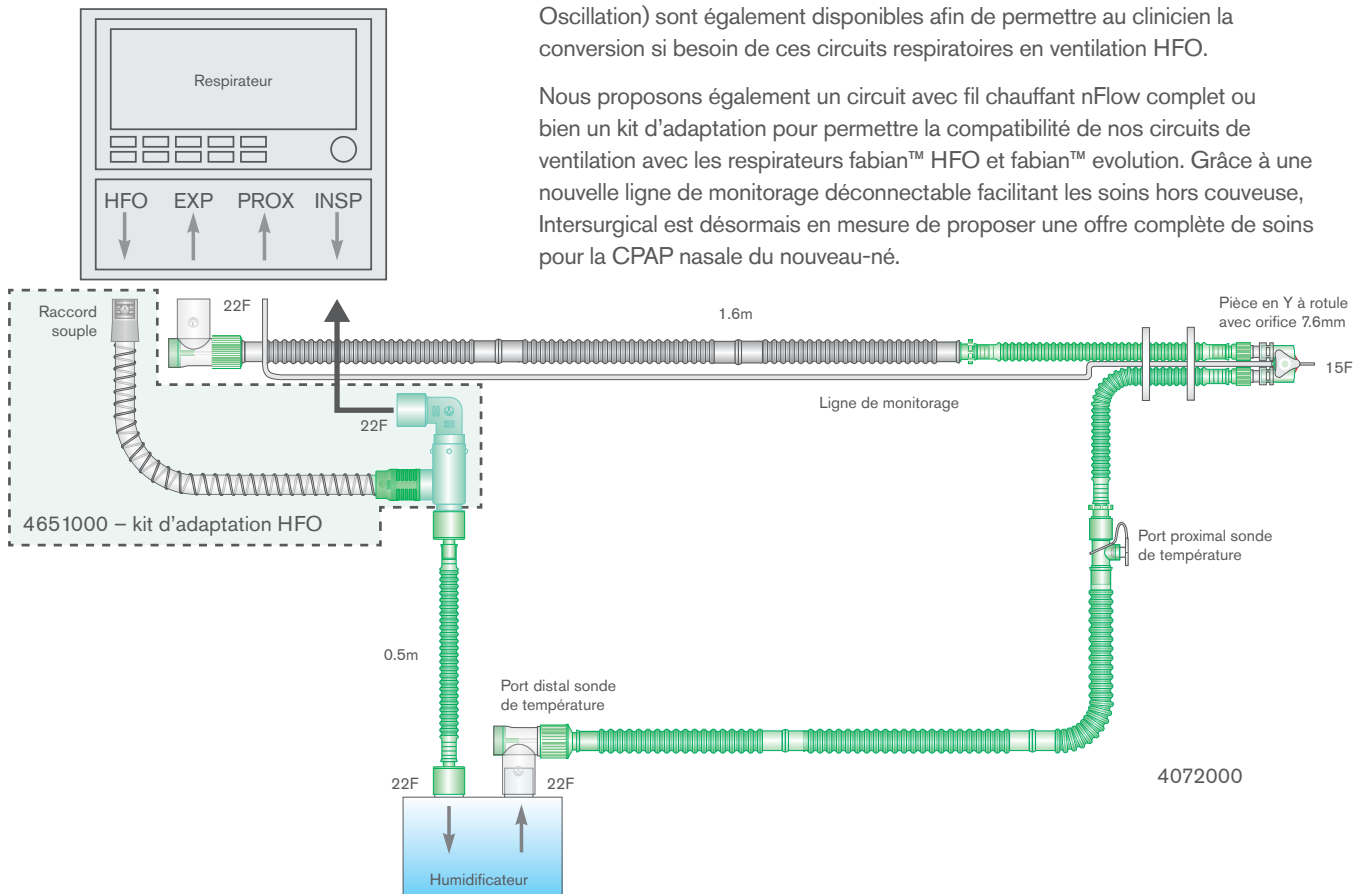 Oscillation) sont également disponibles afin de permettre au clinicien la
conversion si besoin de ces circuits respiratoires en ventilation HFO.
Nous proposons également un circuit avec fil chauffant nFlow complet ou
bien un kit d'adaptation pour permettre la compatibilité de nos circuits de
ventilation avec les respirateurs fabian™ HFO et fabian™ evolution. Grâce à une
nouvelle ligne de monitorage déconnectable facilitant les soins hors couveuse,
Intersurgical est désormais en mesure de proposer une offre complète de soins
pour la CPAP nasale du nouveau-né.
Respirateur
HFO EXP PROX INSP
Raccord
souple
22F
1.6m
Pièce en Y à rotule
avec orifice 7.6mm
15F
Ligne de monitorage
22F
4651000 – kit d'adaptation HFO
Port proximal sonde
de température
0.5m
Port distal sonde
de température
22F
22F
4072000
Humidificateur